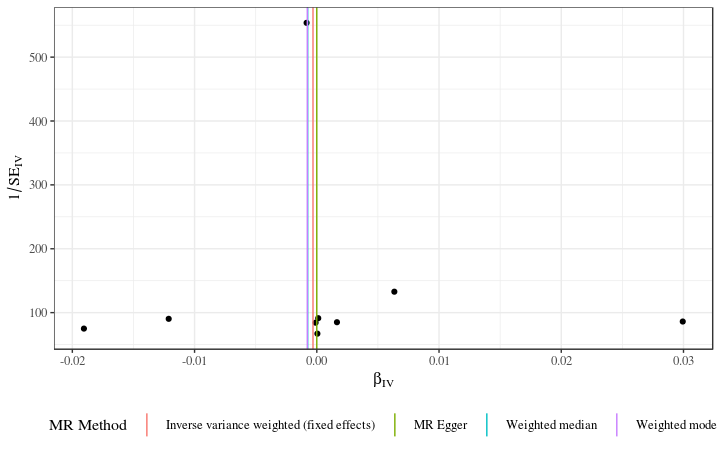 500
400
300
200
100
1/SE_IV
-0.02 -0.01 0.00 0.01 0.02 0.03
β_IV
MR Method Inverse variance weighted (fixed effects) MR Egger Weighted median Weighted mode